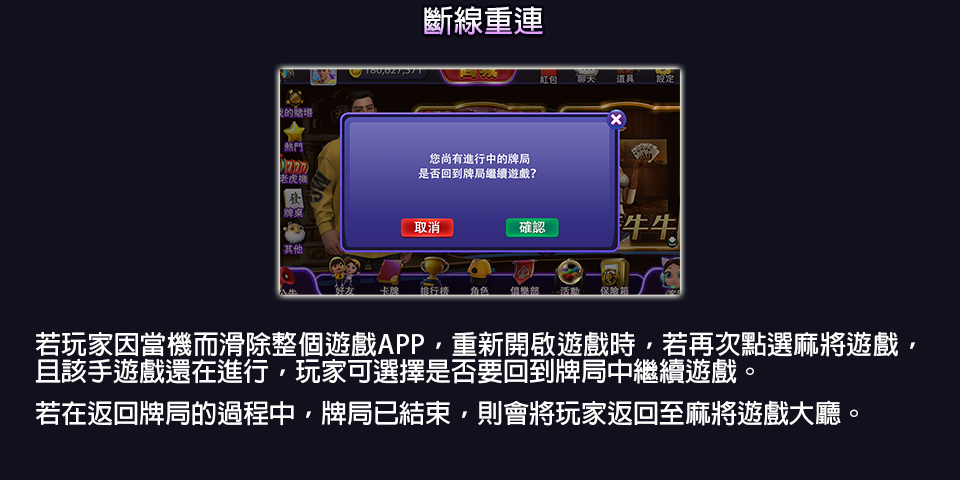 斷線重連
紅包
聊天
道具
設定
的賭場
熱門
老虎機
牌桌
其他
您尚有進行中的牌局
是否回到牌局繼續遊戲?
取消
確認
牛牛
好友
卡牌
排行榜
角色
俱樂部
活動
保險箱
若玩家因當機而滑除整個遊戲APP，重新開啟遊戲時，若再次點選麻將遊戲，
且該手遊戲還在進行，玩家可選擇是否要回到牌局中繼續遊戲。
若在返回牌局的過程中，牌局已結束，則會將玩家返回至麻將遊戲大廳。